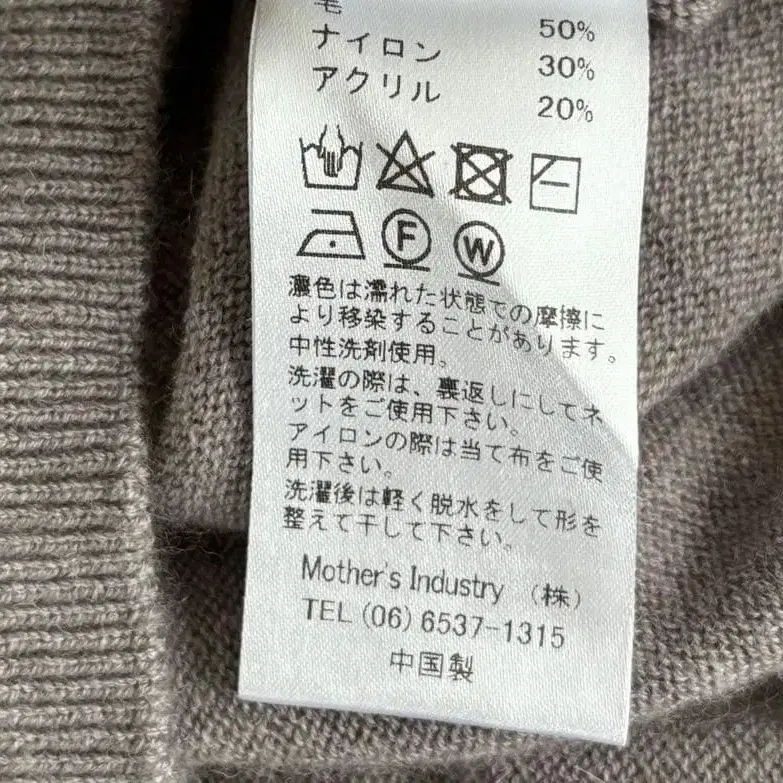 毛 50%
ナイロン 30%
アクリル 20%
F W
濃色は濡れた状態での摩擦に
より移染することがあります。
中性洗剤使用。
洗濯の際は、裏返しにしてネ
ットをご使用下さい。
アイロンの際は当て布をご使
用下さい。
洗濯後は軽く脱水をして形を
整えて干して下さい。
Mother's Industry （株）
TEL (06) 6537-1315
中国製